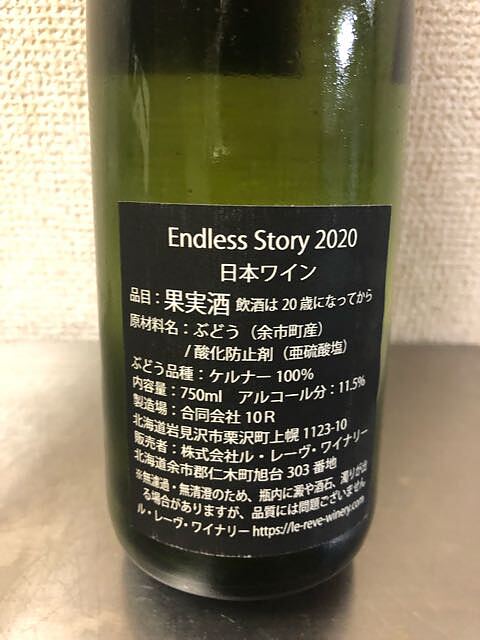 Endless Story 2020
日本ワイン
品目：果実酒 飲酒は 20 歳になってから
原材料名：ぶどう（余市町産）
/ 酸化防止剤（亜硫酸塩）
ぶどう品種：ケルナー 100%
内容量：750ml アルコール分：11.5%
製造場：合同会社 10R
北海道岩見沢市栗沢町上幌 1123-10
販売者：株式会社ル・レーヴ・ワイナリー
北海道余市郡仁木町旭台 303 番地
※無濾過・無清澄のため、瓶内に澱や酒石、濁りが出
る場合がありますが、品質には問題ございません
ル・レーヴ・ワイナリー https://le-reve-winery.com